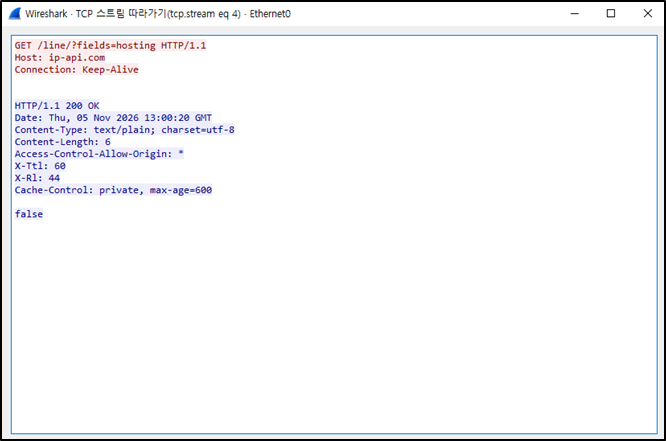 Wireshark · TCP 스트림 따라가기(tcp.stream eq 4) · Ethernet0
GET /line/?fields=hosting HTTP/1.1
Host: ip-api.com
Connection: Keep-Alive
HTTP/1.1 200 OK
Date: Thu, 05 Nov 2026 13:00:20 GMT
Content-Type: text/plain; charset=utf-8
Content-Length: 6
Access-Control-Allow-Origin: *
X-Ttl: 60
X-Rl: 44
Cache-Control: private, max-age=600
false